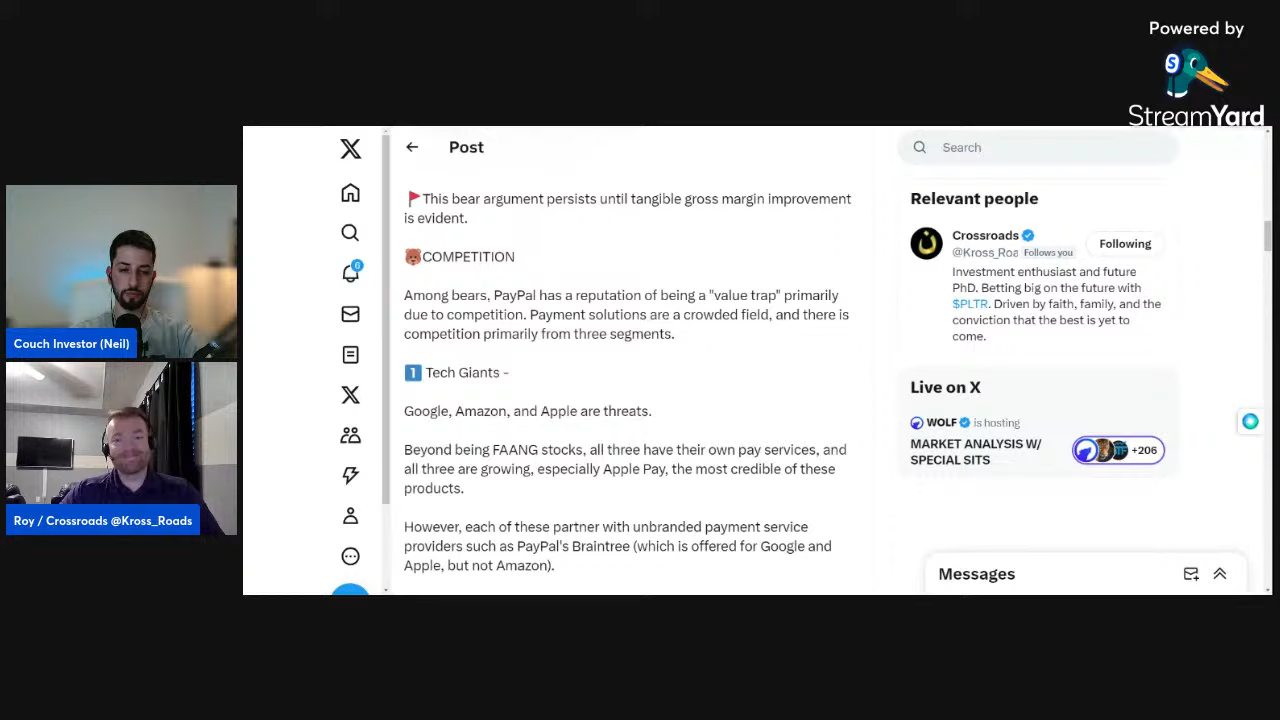 Powered by
S
StreamYard
Post
Search
🚩This bear argument persists until tangible gross margin improvement
is evident.
🐻COMPETITION
Among bears, PayPal has a reputation of being a "value trap" primarily
due to competition. Payment solutions are a crowded field, and there is
competition primarily from three segments.
1️⃣ Tech Giants -
Google, Amazon, and Apple are threats.
Beyond being FAANG stocks, all three have their own pay services, and
all three are growing, especially Apple Pay, the most credible of these
products.
However, each of these partner with unbranded payment service
providers such as PayPal's Braintree (which is offered for Google and
Apple, but not Amazon).
Relevant people
Crossroads
@Kross_Roa Follows you
Following
Investment enthusiast and future
PhD. Betting big on the future with
$PLTR. Driven by faith, family, and the
conviction that the best is yet to
come.
Live on X
WOLF is hosting
MARKET ANALYSIS W/
SPECIAL SITS
+206
Messages
6
Couch Investor (Neil)
Roy / Crossroads @Kross_Roads